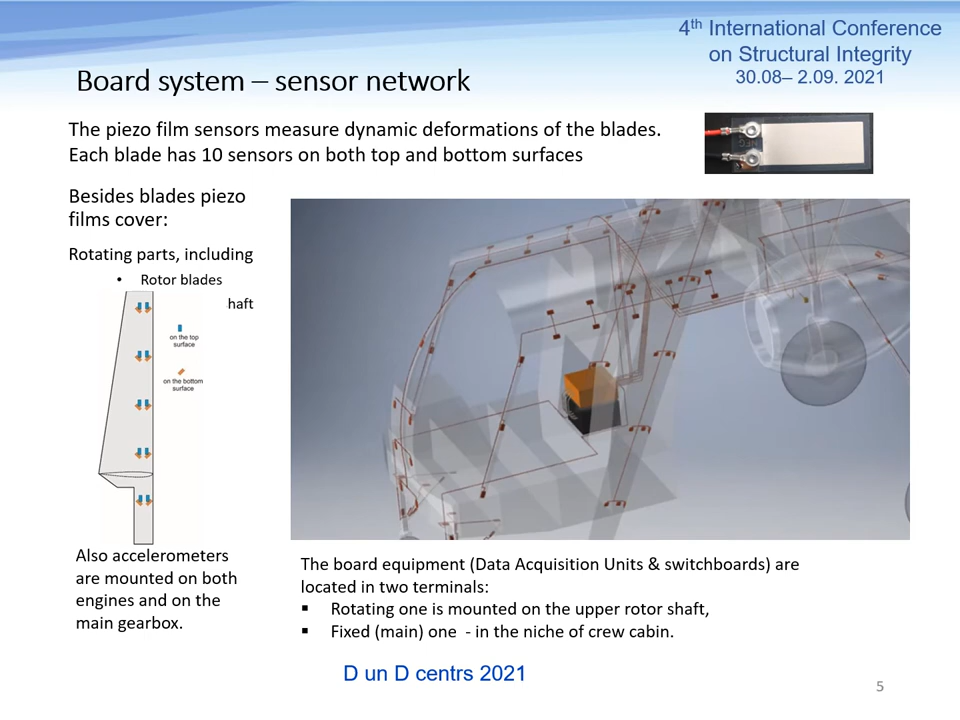 4th International Conference
on Structural Integrity
30.08– 2.09. 2021
Board system – sensor network
The piezo film sensors measure dynamic deformations of the blades.
Each blade has 10 sensors on both top and bottom surfaces
Besides blades piezo
films cover:
Rotating parts, including
• Rotor blades
haft
on the top
surface
on the bottom
surface
Also accelerometers
are mounted on both
engines and on the
main gearbox.
The board equipment (Data Acquisition Units & switchboards) are
located in two terminals:
▪ Rotating one is mounted on the upper rotor shaft,
▪ Fixed (main) one - in the niche of crew cabin.
D un D centrs 2021
5